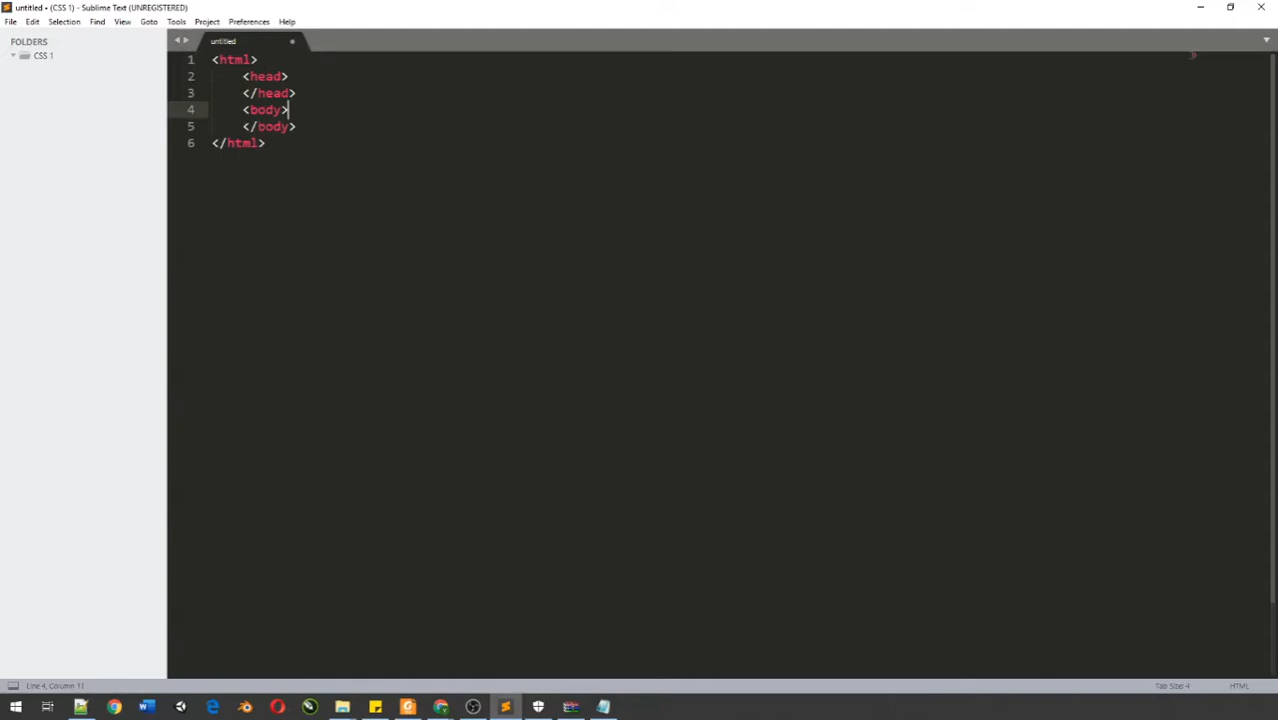 untitled • (CSS 1) - Sublime Text (UNREGISTERED)
File Edit Selection Find View Goto Tools Project Preferences Help
FOLDERS
CSS 1
untitled
1 <html>
2 <head>
3 </head>
4 <body>
5 </body>
6 </html>
Line 4, Column 11
Tab Size: 4
HTML